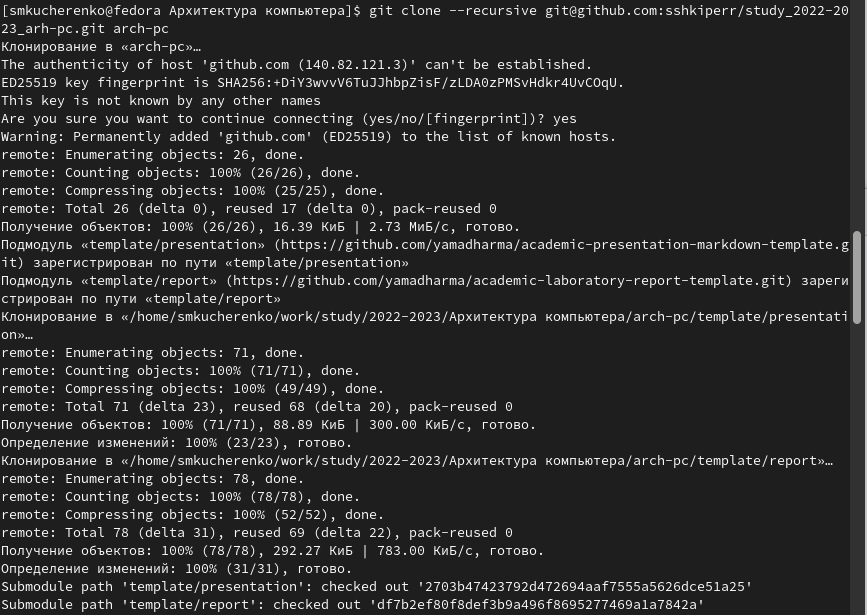 [smkucherenko@fedora Архитектура компьютера]$ git clone --recursive git@github.com:sshkiperr/study_2022-20
23_arh-pc.git arch-pc
Клонирование в «arch-pc»…
The authenticity of host 'github.com (140.82.121.3)' can't be established.
ED25519 key fingerprint is SHA256:+DiY3wvvV6TuJJhbpZisF/zLDA0zPMSvHdkr4UvCOqU.
This key is not known by any other names
Are you sure you want to continue connecting (yes/no/[fingerprint])? yes
Warning: Permanently added 'github.com' (ED25519) to the list of known hosts.
remote: Enumerating objects: 26, done.
remote: Counting objects: 100% (26/26), done.
remote: Compressing objects: 100% (25/25), done.
remote: Total 26 (delta 0), reused 17 (delta 0), pack-reused 0
Получение объектов: 100% (26/26), 16.39 КиБ | 2.73 МиБ/с, готово.
Подмодуль «template/presentation» (https://github.com/yamadharma/academic-presentation-markdown-template.g
it) зарегистрирован по пути «template/presentation»
Подмодуль «template/report» (https://github.com/yamadharma/academic-laboratory-report-template.git) зареги
стрирован по пути «template/report»
Клонирование в «/home/smkucherenko/work/study/2022-2023/Архитектура компьютера/arch-pc/template/presentati
on»…
remote: Enumerating objects: 71, done.
remote: Counting objects: 100% (71/71), done.
remote: Compressing objects: 100% (49/49), done.
remote: Total 71 (delta 23), reused 68 (delta 20), pack-reused 0
Получение объектов: 100% (71/71), 88.89 КиБ | 300.00 КиБ/с, готово.
Определение изменений: 100% (23/23), готово.
Клонирование в «/home/smkucherenko/work/study/2022-2023/Архитектура компьютера/arch-pc/template/report»…
remote: Enumerating objects: 78, done.
remote: Counting objects: 100% (78/78), done.
remote: Compressing objects: 100% (52/52), done.
remote: Total 78 (delta 31), reused 69 (delta 22), pack-reused 0
Получение объектов: 100% (78/78), 292.27 КиБ | 783.00 КиБ/с, готово.
Определение изменений: 100% (31/31), готово.
Submodule path 'template/presentation': checked out '2703b47423792d472694aaf7555a5626dce51a25'
Submodule path 'template/report': checked out 'df7b2ef80f8def3b9a496f8695277469a1a7842a'